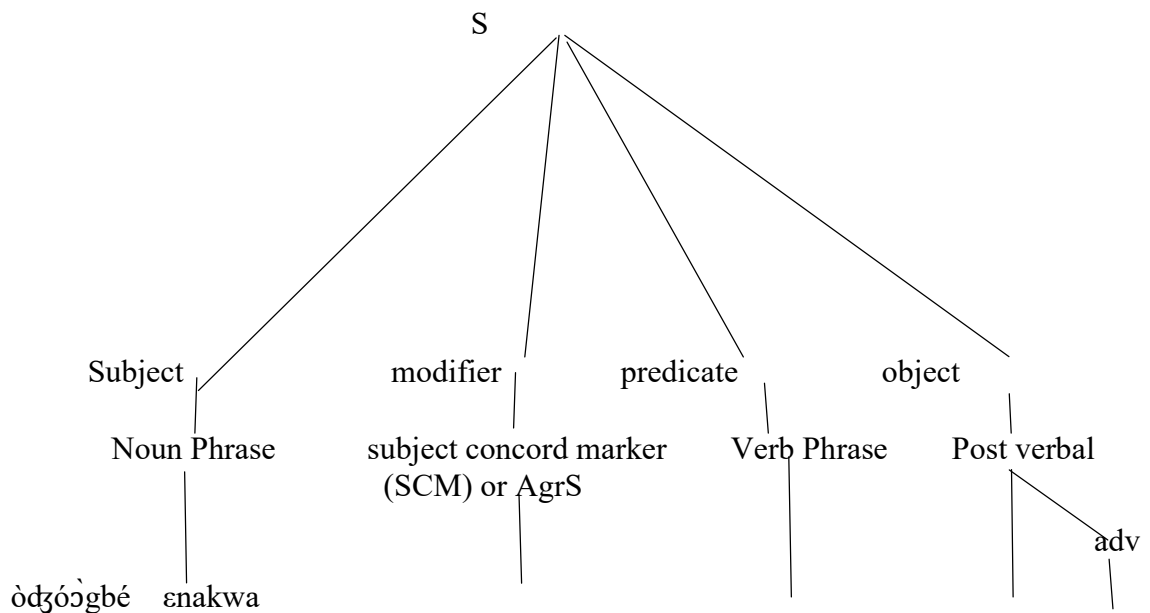 S
Subject modifier predicate object
Noun Phrase subject concord marker Verb Phrase Post verbal
(SCM) or AgrS
adv
òʤóɔ̀gbé ɛnakwa